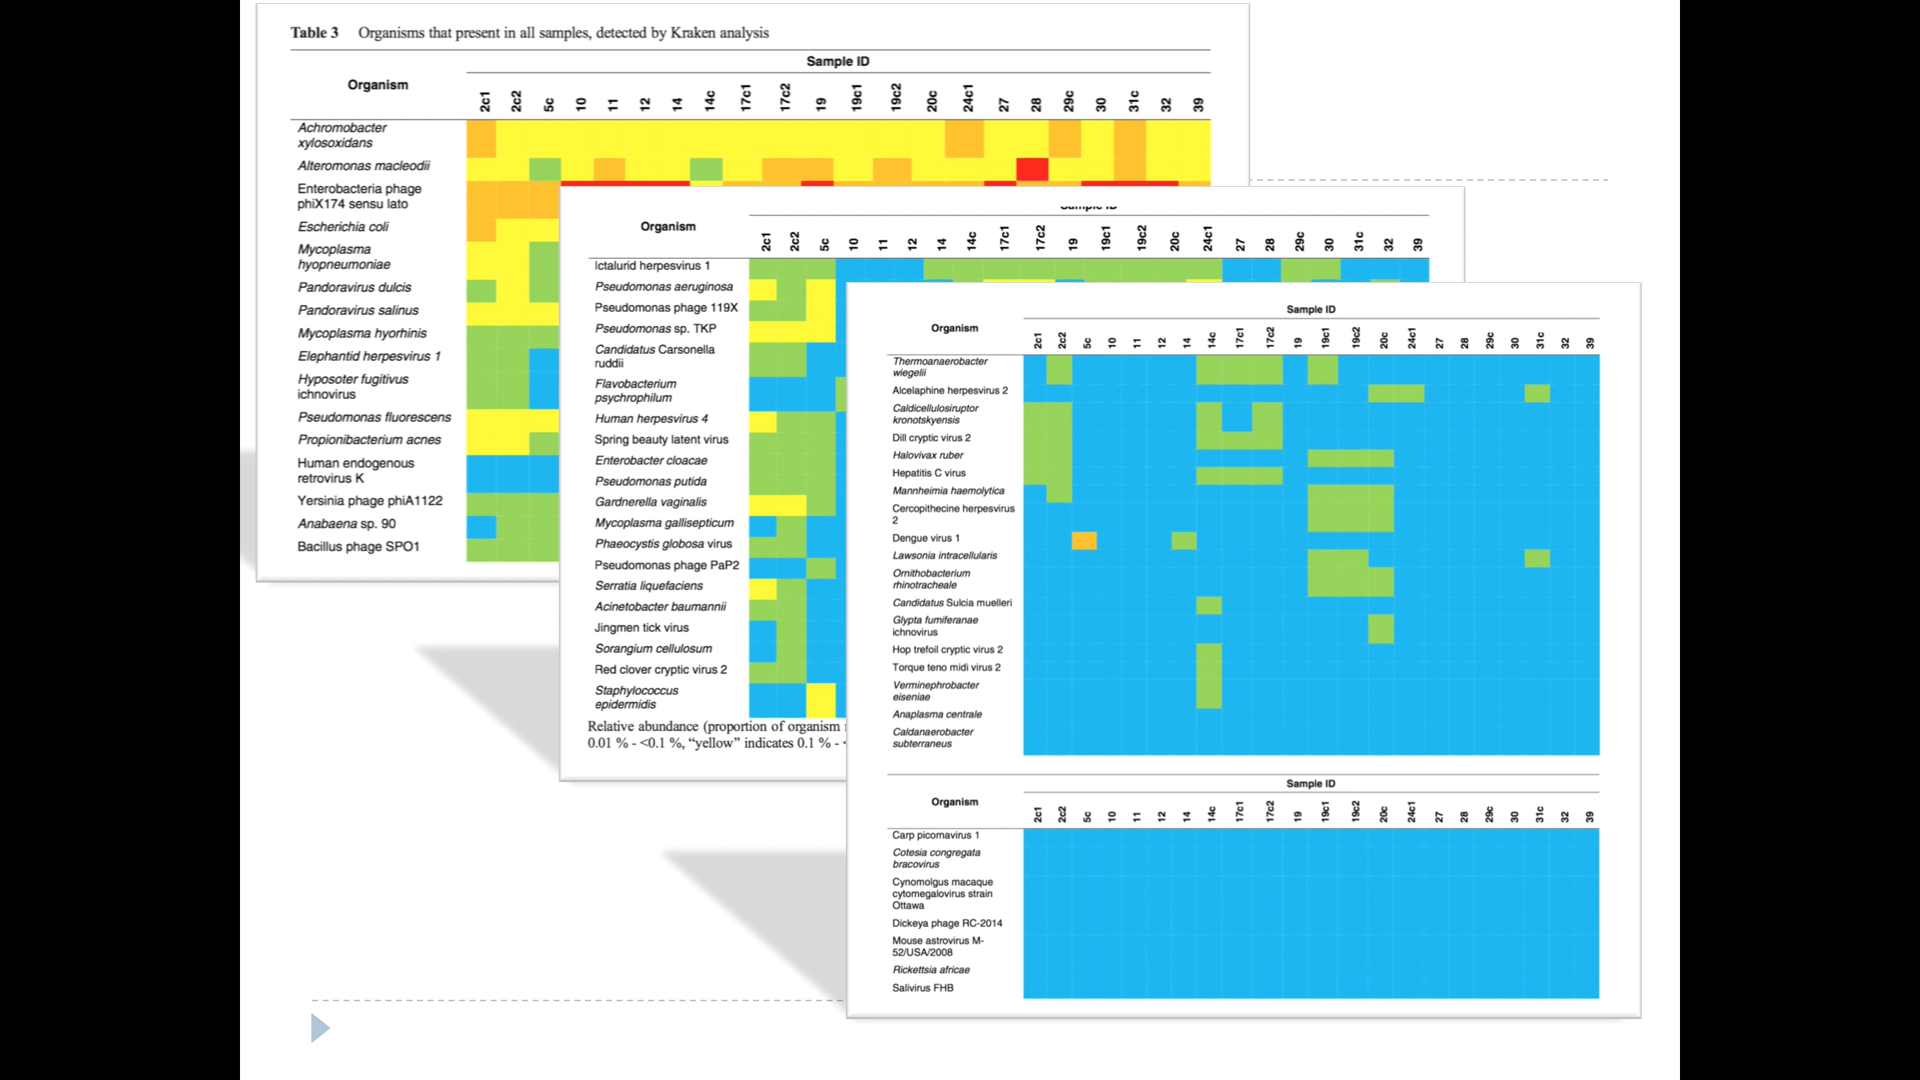 Table 3 Organisms that present in all samples, detected by Kraken analysis
Sample ID
Organism
2c1 2c2 5c 10 11 12 14 14c 17c1 17c2 19 19c1 19c2 20c 24c1 27 28 29c 30 31c 32 39
Achromobacter
xylosoxidans
Alteromonas macleodii
Enterobacteria phage
phiX174 sensu lato
Escherichia coli
Mycoplasma
hyopneumoniae
Pandoravirus dulcis
Pandoravirus salinus
Mycoplasma hyorhinis
Elephantid herpesvirus 1
Hyposoter fugitivus
ichnovirus
Pseudomonas fluorescens
Propionibacterium acnes
Human endogenous
retrovirus K
Yersinia phage phiA1122
Anabaena sp. 90
Bacillus phage SPO1
Sample ID
Organism
2c1 2c2 5c 10 11 12 14 14c 17c1 17c2 19 19c1 19c2 20c 24c1 27 28 29c 30 31c 32 39
Ictalurid herpesvirus 1
Pseudomonas aeruginosa
Pseudomonas phage 119X
Pseudomonas sp. TKP
Candidatus Carsonella
ruddii
Flavobacterium
psychrophilum
Human herpesvirus 4
Spring beauty latent virus
Enterobacter cloacae
Pseudomonas putida
Gardnerella vaginalis
Mycoplasma gallisepticum
Phaeocystis globosa virus
Pseudomonas phage PaP2
Serratia liquefaciens
Acinetobacter baumannii
Jingmen tick virus
Sorangium cellulosum
Red clover cryptic virus 2
Staphylococcus
epidermidis
Relative abundance (proportion of organism
0.01 % - <0.1 %, “yellow” indicates 0.1 % - <
Sample ID
Organism
2c1 2c2 5c 10 11 12 14 14c 17c1 17c2 19 19c1 19c2 20c 24c1 27 28 29c 30 31c 32 39
Thermoanaerobacter
wiegelii
Alcelaphine herpesvirus 2
Caldicellulosiruptor
kronotskyensis
Dill cryptic virus 2
Halovivax ruber
Hepatitis C virus
Mannheimia haemolytica
Cercopithecine herpesvirus
2
Dengue virus 1
Lawsonia intracellularis
Ornithobacterium
rhinotracheale
Candidatus Sulcia muelleri
Glypta fumiferanae
ichnovirus
Hop trefoil cryptic virus 2
Torque teno midi virus 2
Verminephrobacter
eiseniae
Anaplasma centrale
Caldanaerobacter
subterraneus
Sample ID
Organism
2c1 2c2 5c 10 11 12 14 14c 17c1 17c2 19 19c1 19c2 20c 24c1 27 28 29c 30 31c 32 39
Carp picornavirus 1
Cotesia congregata
bracovirus
Cynomolgus macaque
cytomegalovirus strain
Ottawa
Dickeya phage RC-2014
Mouse astrovirus M-
52/USA/2008
Rickettsia africae
Salivirus FHB